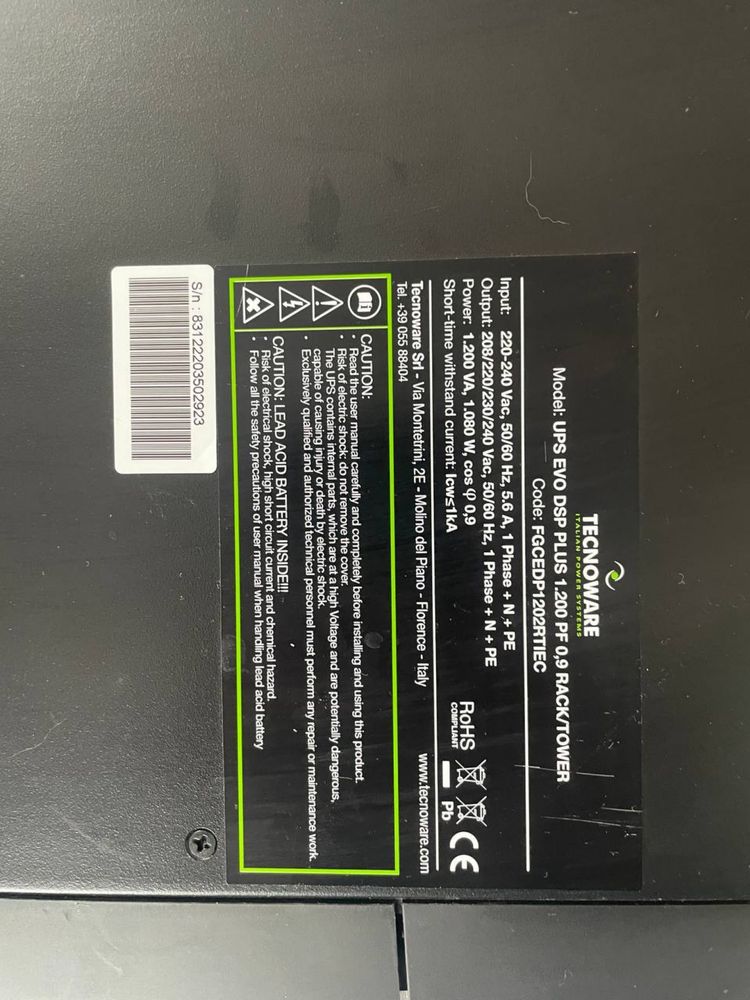 TECNOWARE
ITALIAN POWER SYSTEMS
Model: UPS EVO DSP PLUS 1.200 PF 0,9 RACK/TOWER
Code: FGCEDP1202RTIEC
Input: 220-240 Vac, 50/60 Hz, 5.6 A, 1 Phase + N + PE
Output: 208/220/230/240 Vac, 50/60 Hz, 1 Phase + N + PE
Power: 1.200 VA, 1.080 W, cos φ 0,9
Short-time withstand current: Icw≤1kA
RoHS
COMPLIANT
Pb
CE
Tecnoware Srl - Via Montetrini, 2E - Molino del Piano - Florence - Italy
Tel. +39 055 88404
www.tecnoware.com
CAUTION:
• Read the user manual carefully and completely before installing and using this product.
• Risk of electric shock: do not remove the cover.
The UPS contains internal parts, which are at a high Voltage and are potentially dangerous,
capable of causing injury or death by electric shock.
• Exclusively qualified and authorized technical personnel must perform any repair or maintenance work.
CAUTION: LEAD ACID BATTERY INSIDE!!!
• Risk of electrical shock, high short circuit current and chemical hazard.
• Follow all the safety precautions of user manual when handling lead acid battery
S/n : 83122203502923